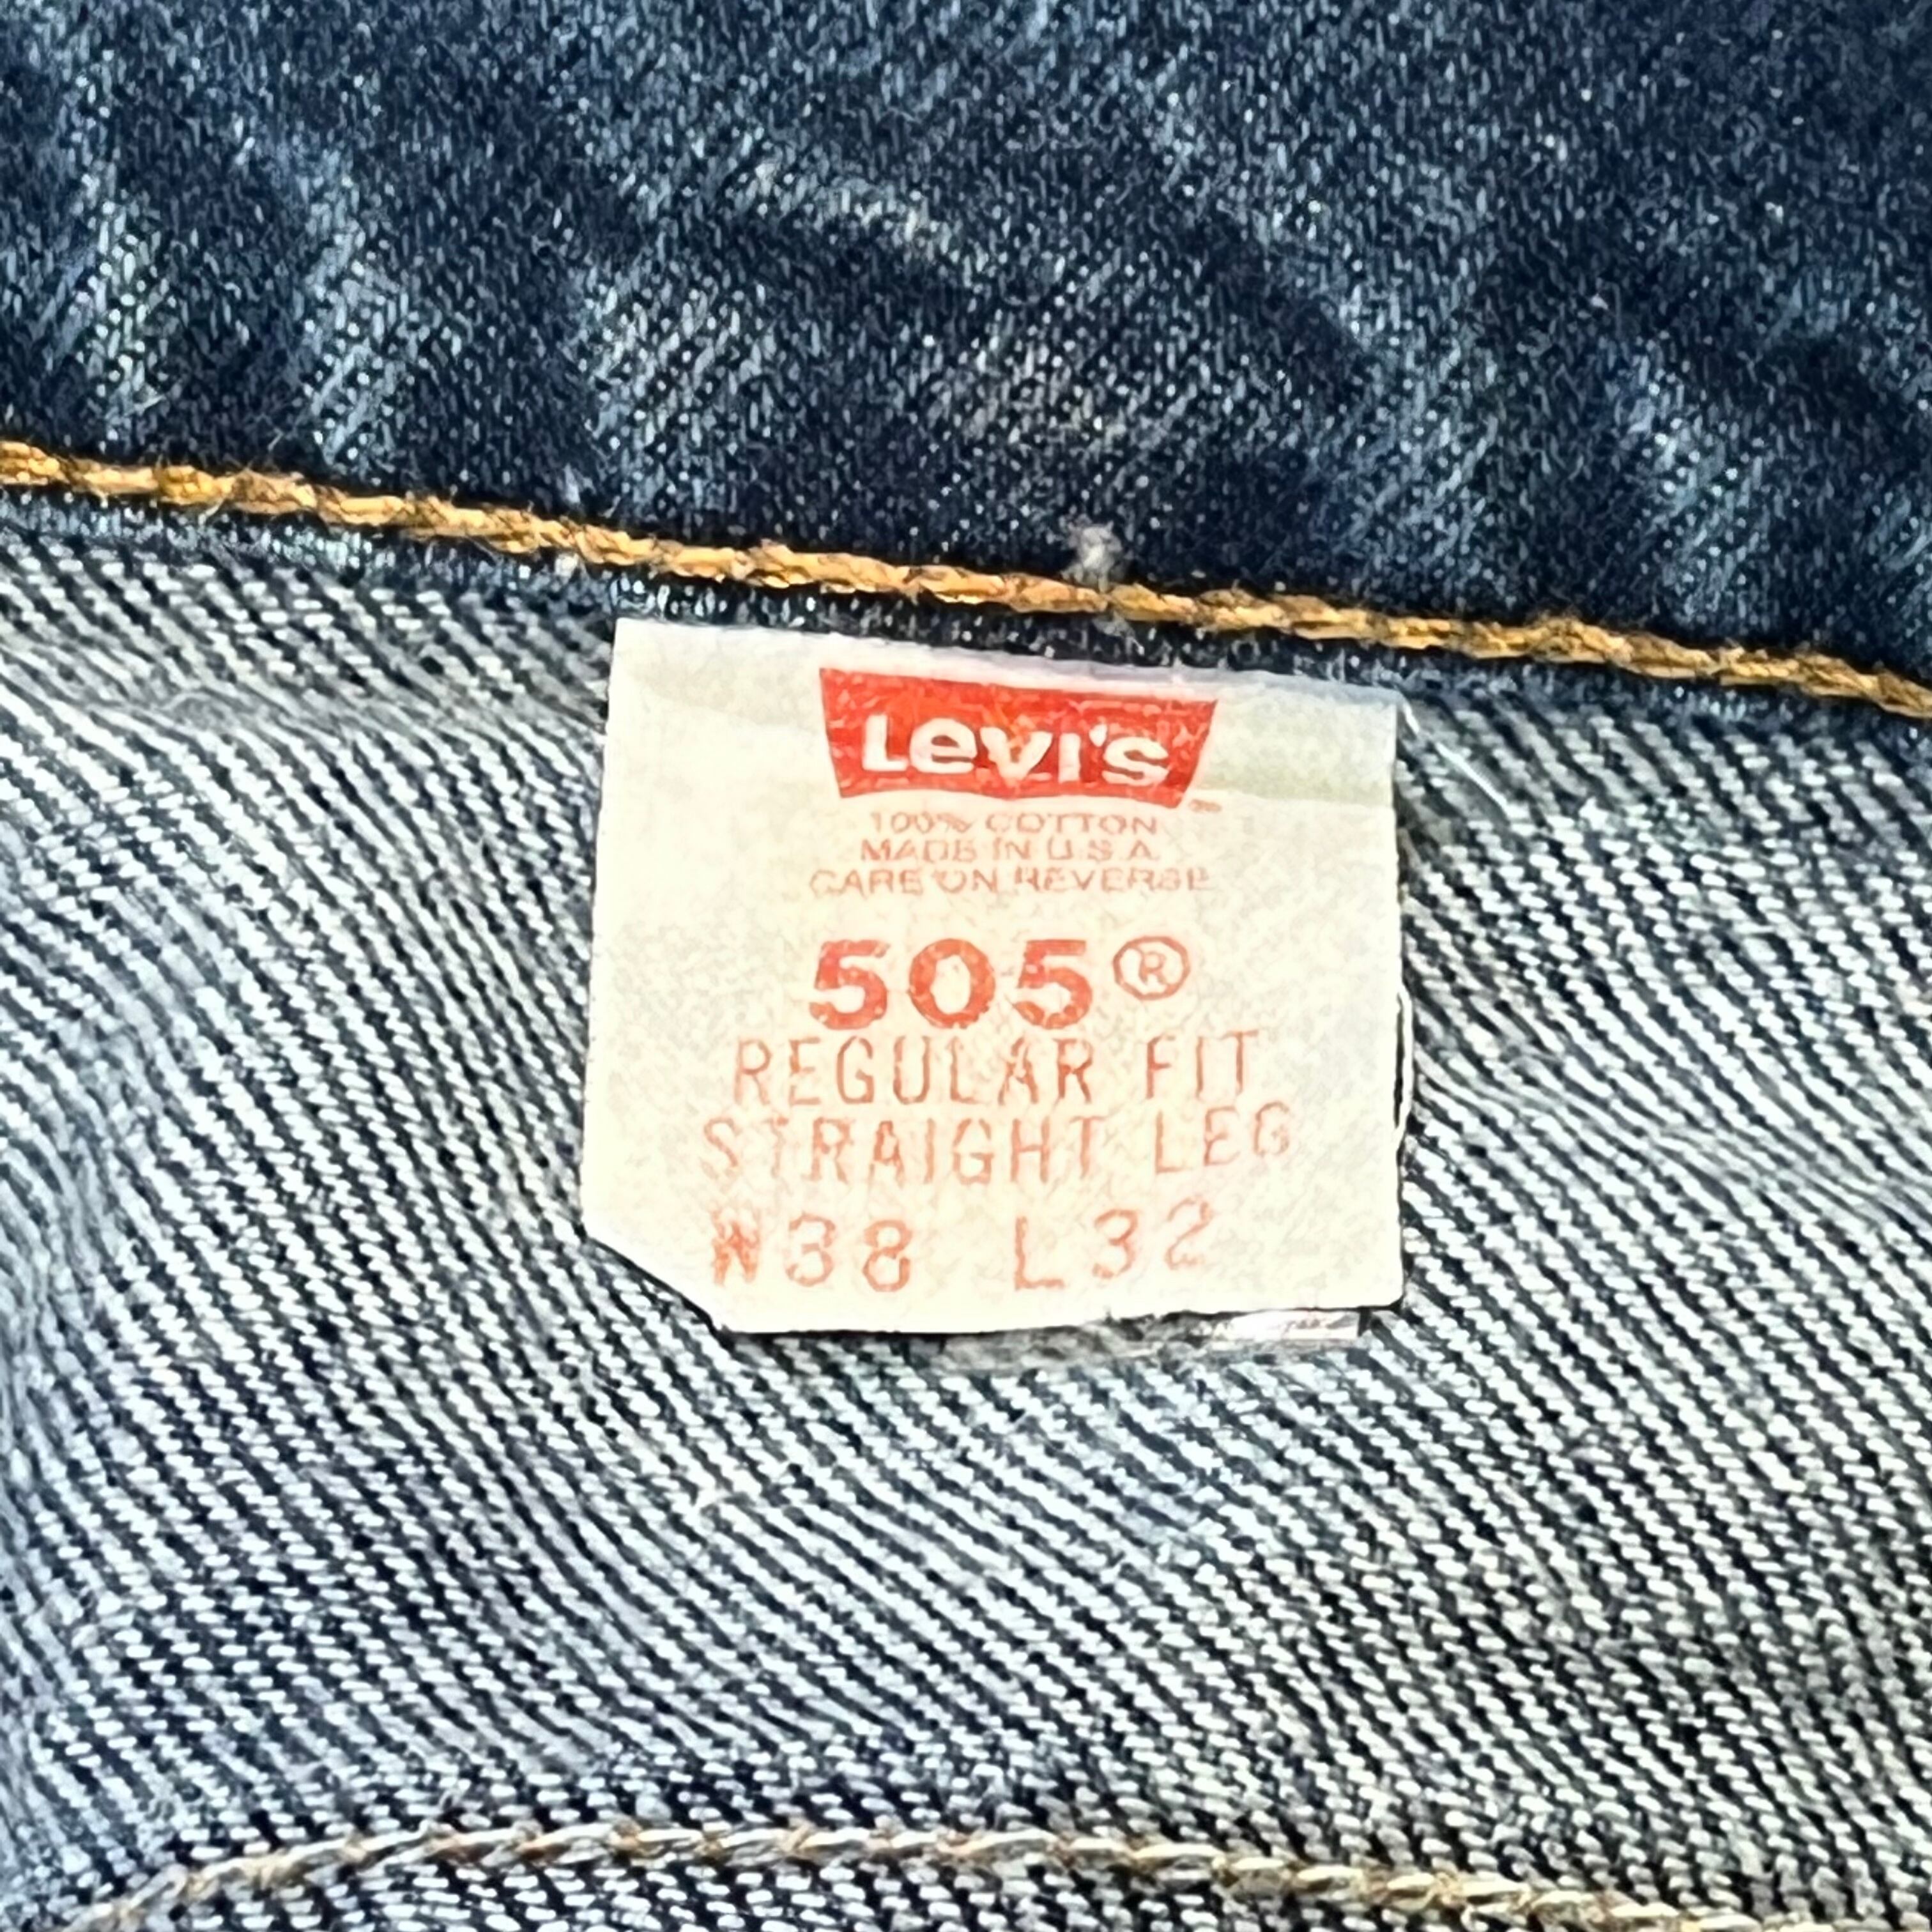 Levi's
100% COTTON
MADE IN U.S.A.
CARE ON REVERSE
505®
REGULAR FIT
STRAIGHT LEG
W38 L32